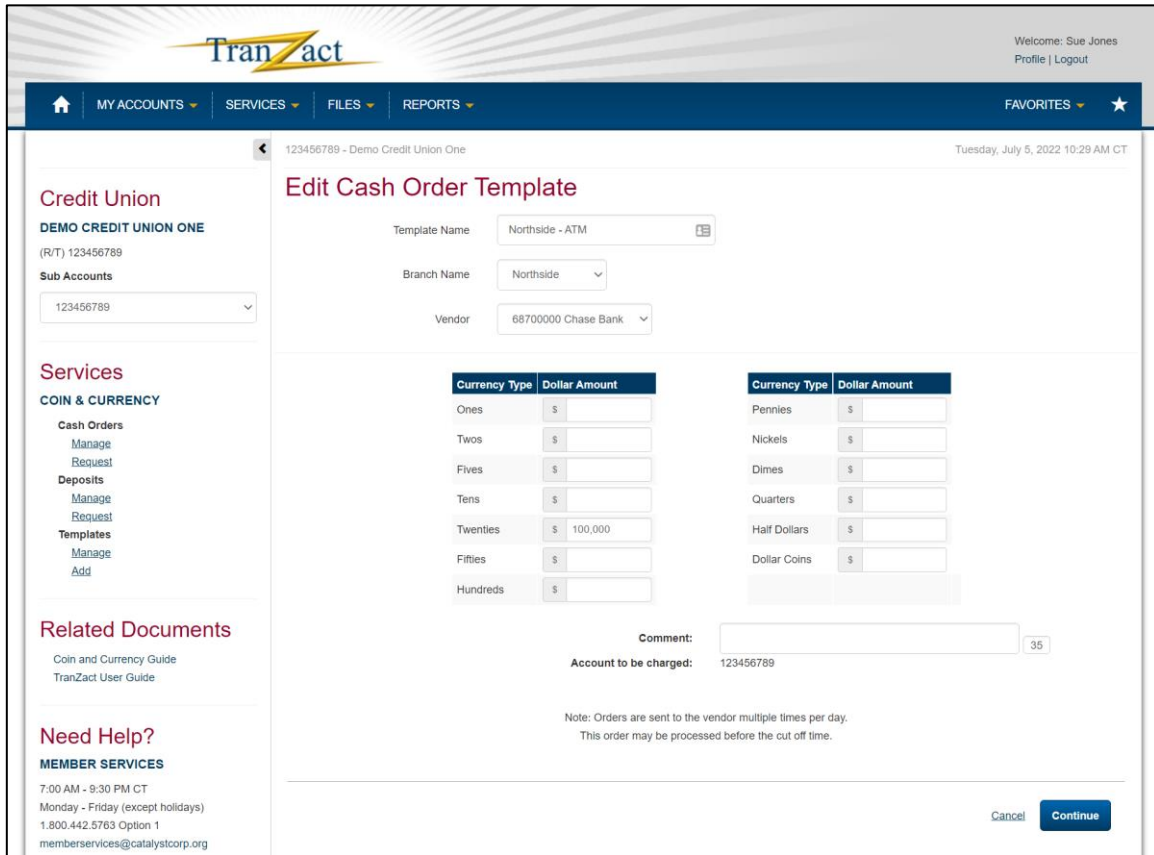 TranZact
Welcome: Sue Jones
Profile | Logout
MY ACCOUNTS SERVICES FILES REPORTS FAVORITES
123456789 - Demo Credit Union One Tuesday, July 5, 2022 10:29 AM CT
Credit Union
DEMO CREDIT UNION ONE
(R/T) 123456789
Sub Accounts
123456789
Services
COIN & CURRENCY
Cash Orders
Manage
Request
Deposits
Manage
Request
Templates
Manage
Add
Related Documents
Coin and Currency Guide
TranZact User Guide
Need Help?
MEMBER SERVICES
7:00 AM - 9:30 PM CT
Monday - Friday (except holidays)
1.800.442.5763 Option 1
memberservices@catalystcorp.org
Edit Cash Order Template
Template Name Northside - ATM
Branch Name Northside
Vendor 68700000 Chase Bank
Currency Type Dollar Amount
Ones $
Twos $
Fives $
Tens $
Twenties $ 100,000
Fifties $
Hundreds $
Currency Type Dollar Amount
Pennies $
Nickels $
Dimes $
Quarters $
Half Dollars $
Dollar Coins $
Comment: 35
Account to be charged: 123456789
Note: Orders are sent to the vendor multiple times per day.
This order may be processed before the cut off time.
Cancel Continue